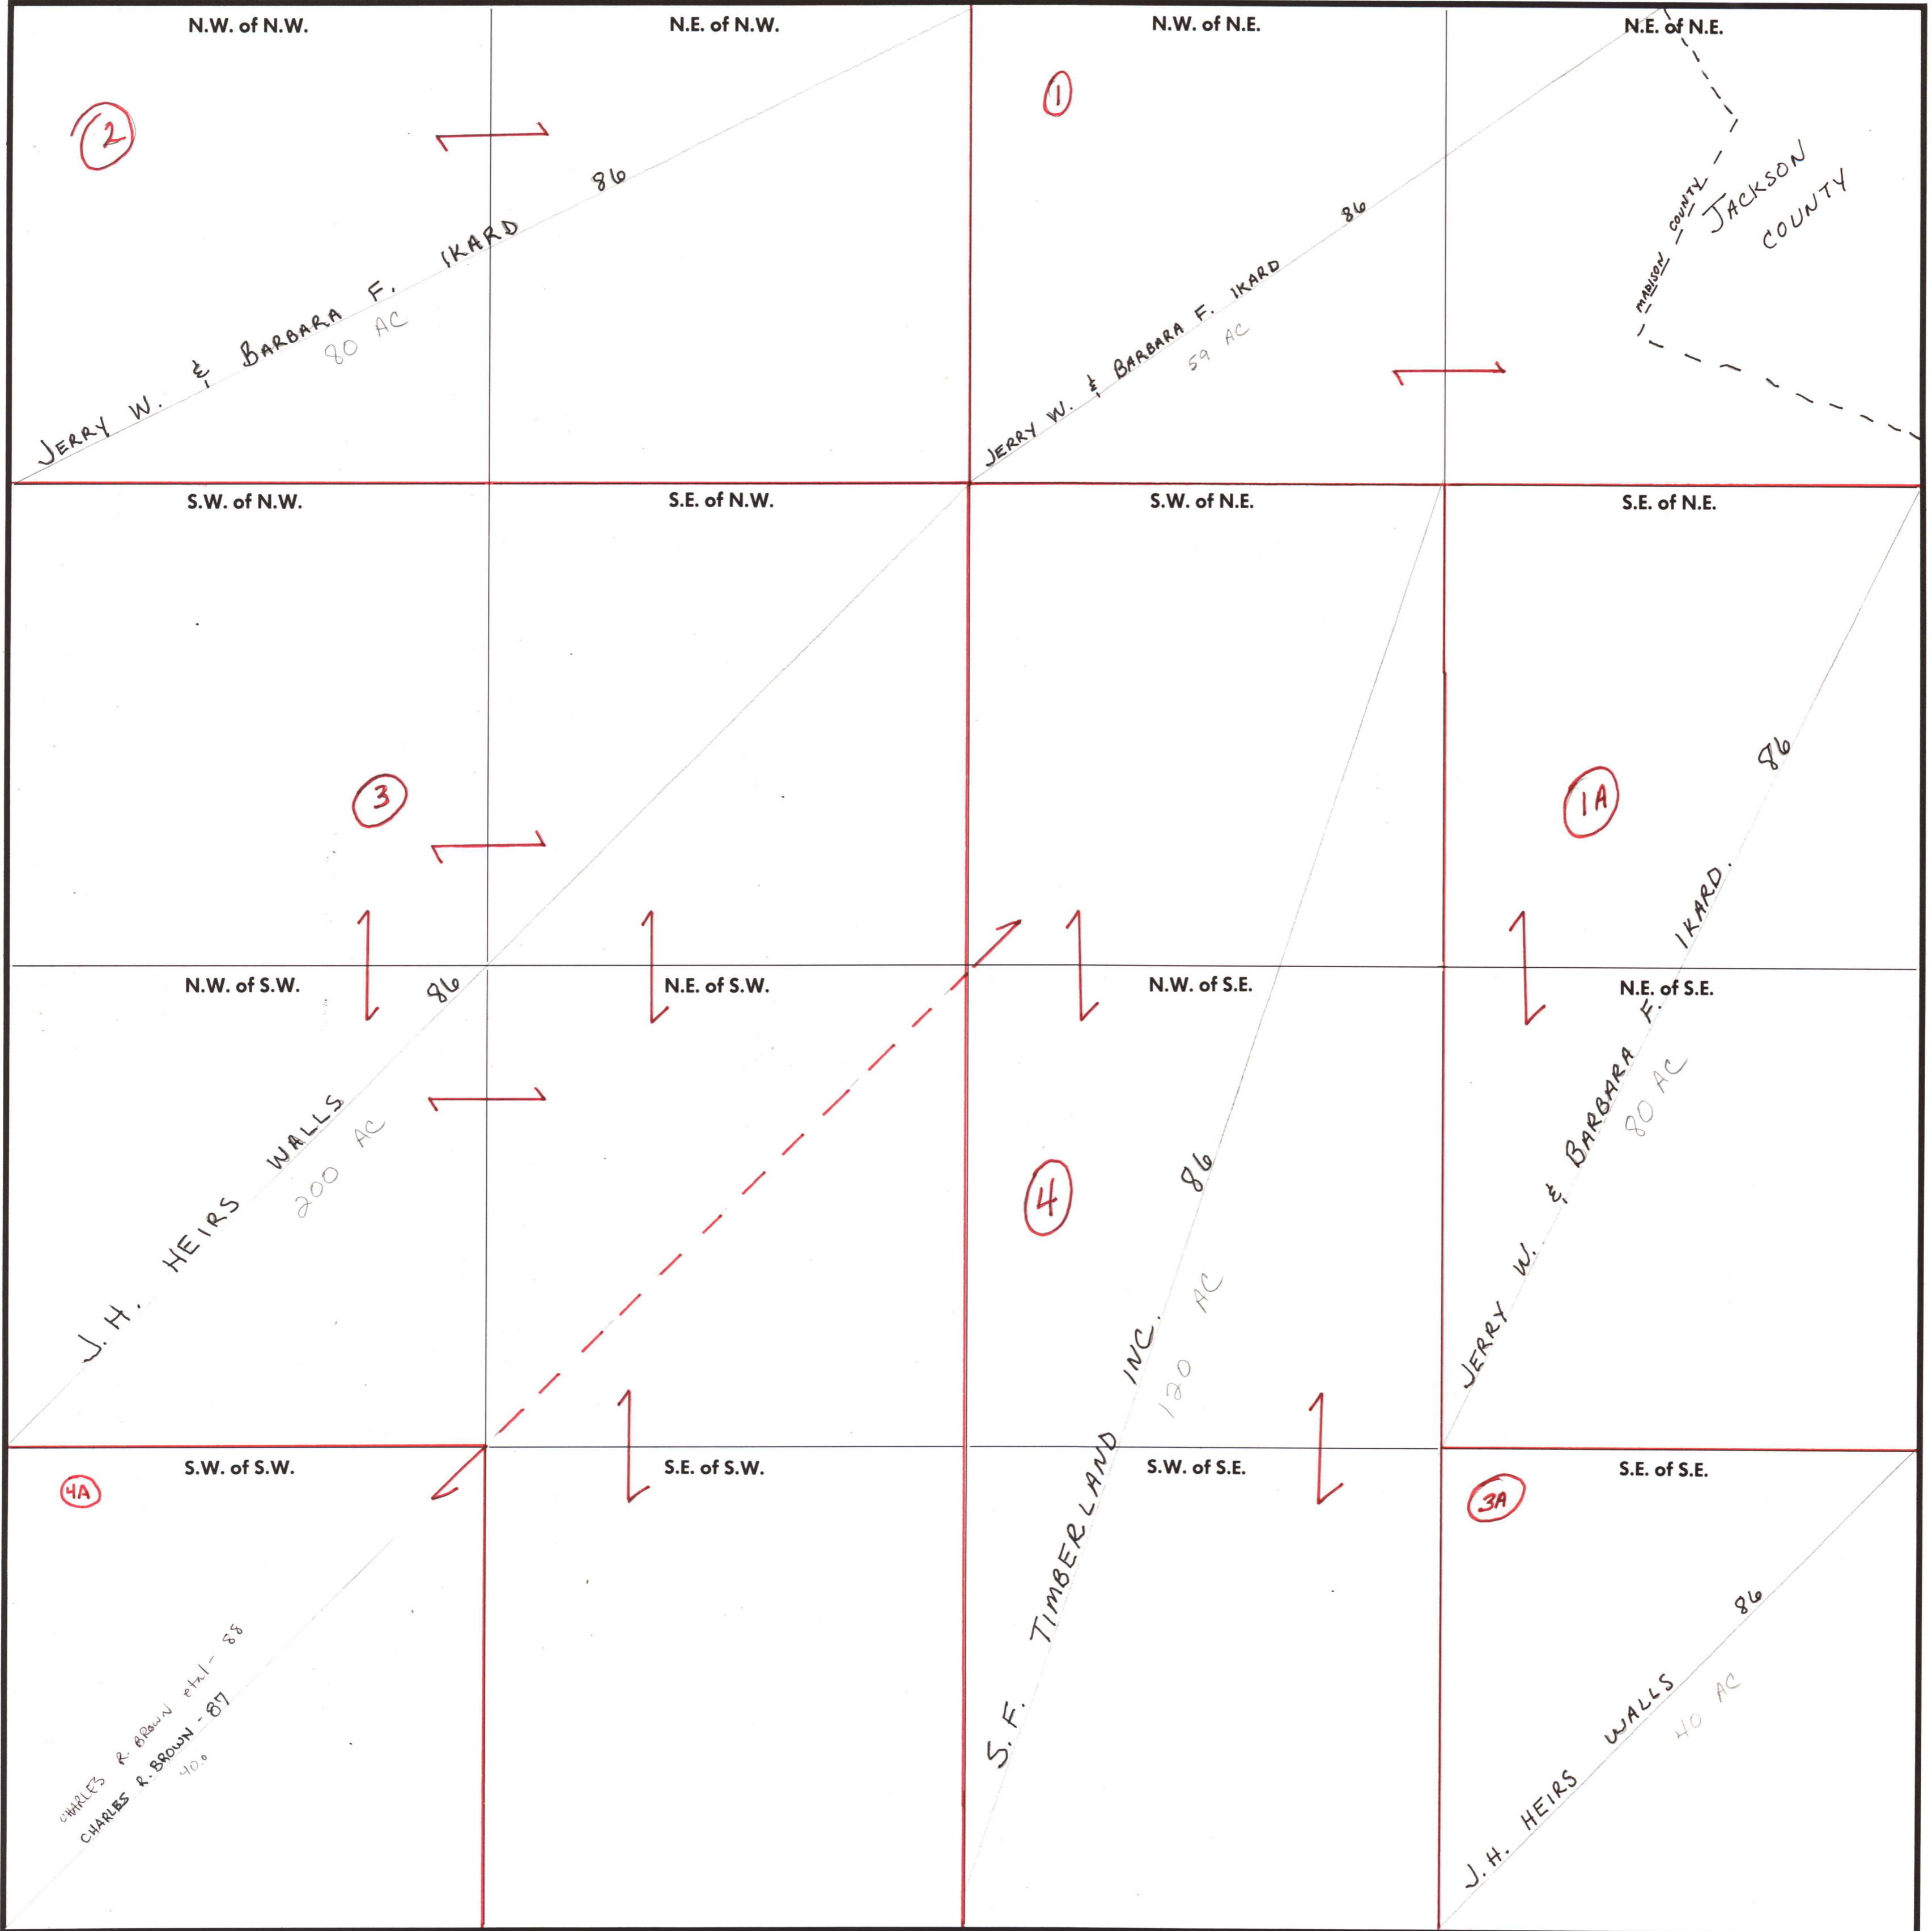 N.W. of N.W.
N.E. of N.W.
N.W. of N.E.
N.E. of N.E.
2
1
JERRY W. & BARBARA F. IKARD 86
80 AC
JERRY W. & BARBARA F. IKARD 86
59 AC
MADISON COUNTY
JACKSON
COUNTY
S.W. of N.W.
S.E. of N.W.
S.W. of N.E.
S.E. of N.E.
3
1A
N.W. of S.W.
N.E. of S.W.
N.W. of S.E.
N.E. of S.E.
J. H. HEIRS WALLS 86
200 AC
4
S. F. TIMBERLAND INC. 86
120 AC
JERRY W. & BARBARA F. IKARD. 86
80 AC
S.W. of S.W.
S.E. of S.W.
S.W. of S.E.
S.E. of S.E.
4A
3A
CHARLES R. BROWN etal - 88
CHARLES R. BROWN - 87
40.0
J. H. HEIRS WALLS 86
40 AC